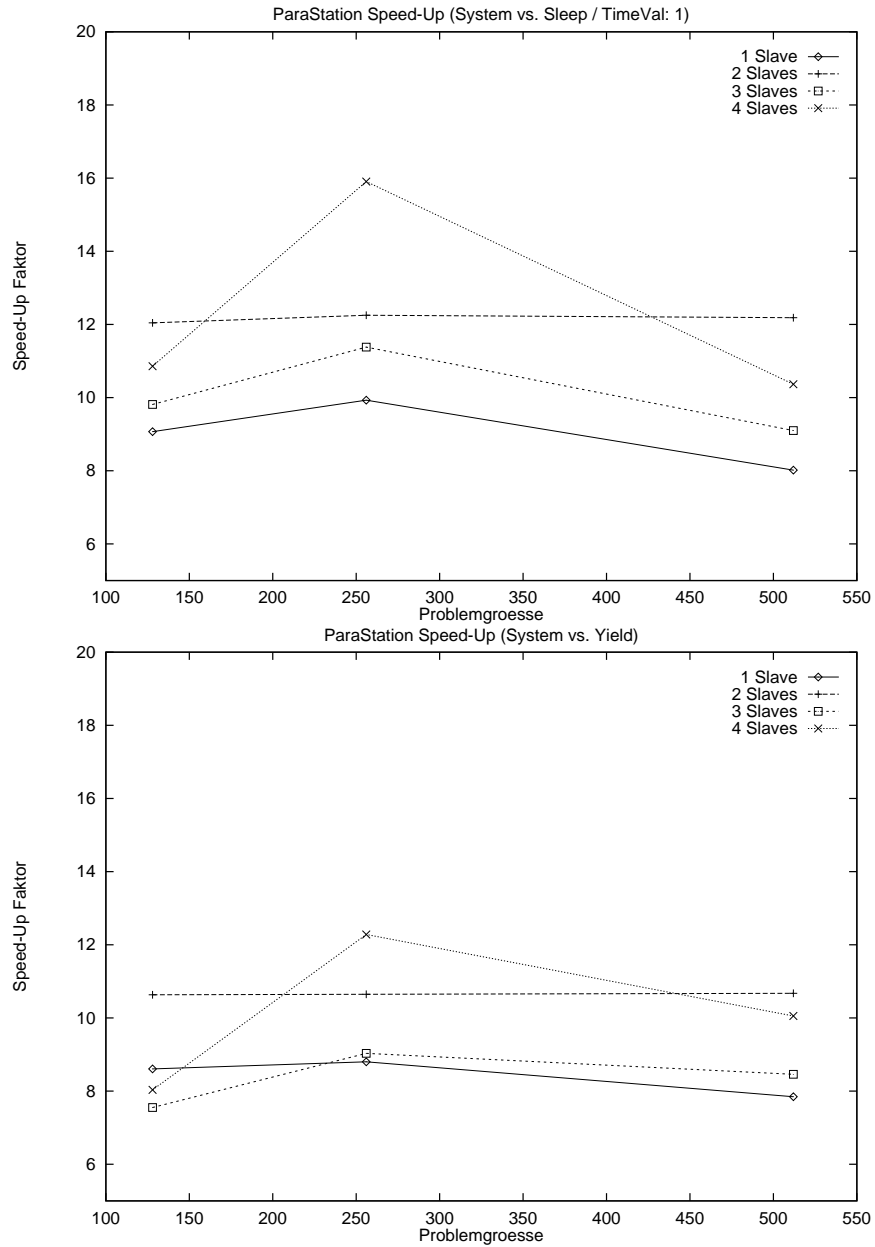 ParaStation Speed-Up (System vs. Sleep / TimeVal: 1)
20
18
16
14
12
10
8
6
Speed-Up Faktor
1 Slave
2 Slaves
3 Slaves
4 Slaves
100 150 200 250 300 350 400 450 500 550
Problemgroesse
ParaStation Speed-Up (System vs. Yield)
20
18
16
14
12
10
8
6
Speed-Up Faktor
1 Slave
2 Slaves
3 Slaves
4 Slaves
100 150 200 250 300 350 400 450 500 550
Problemgroesse